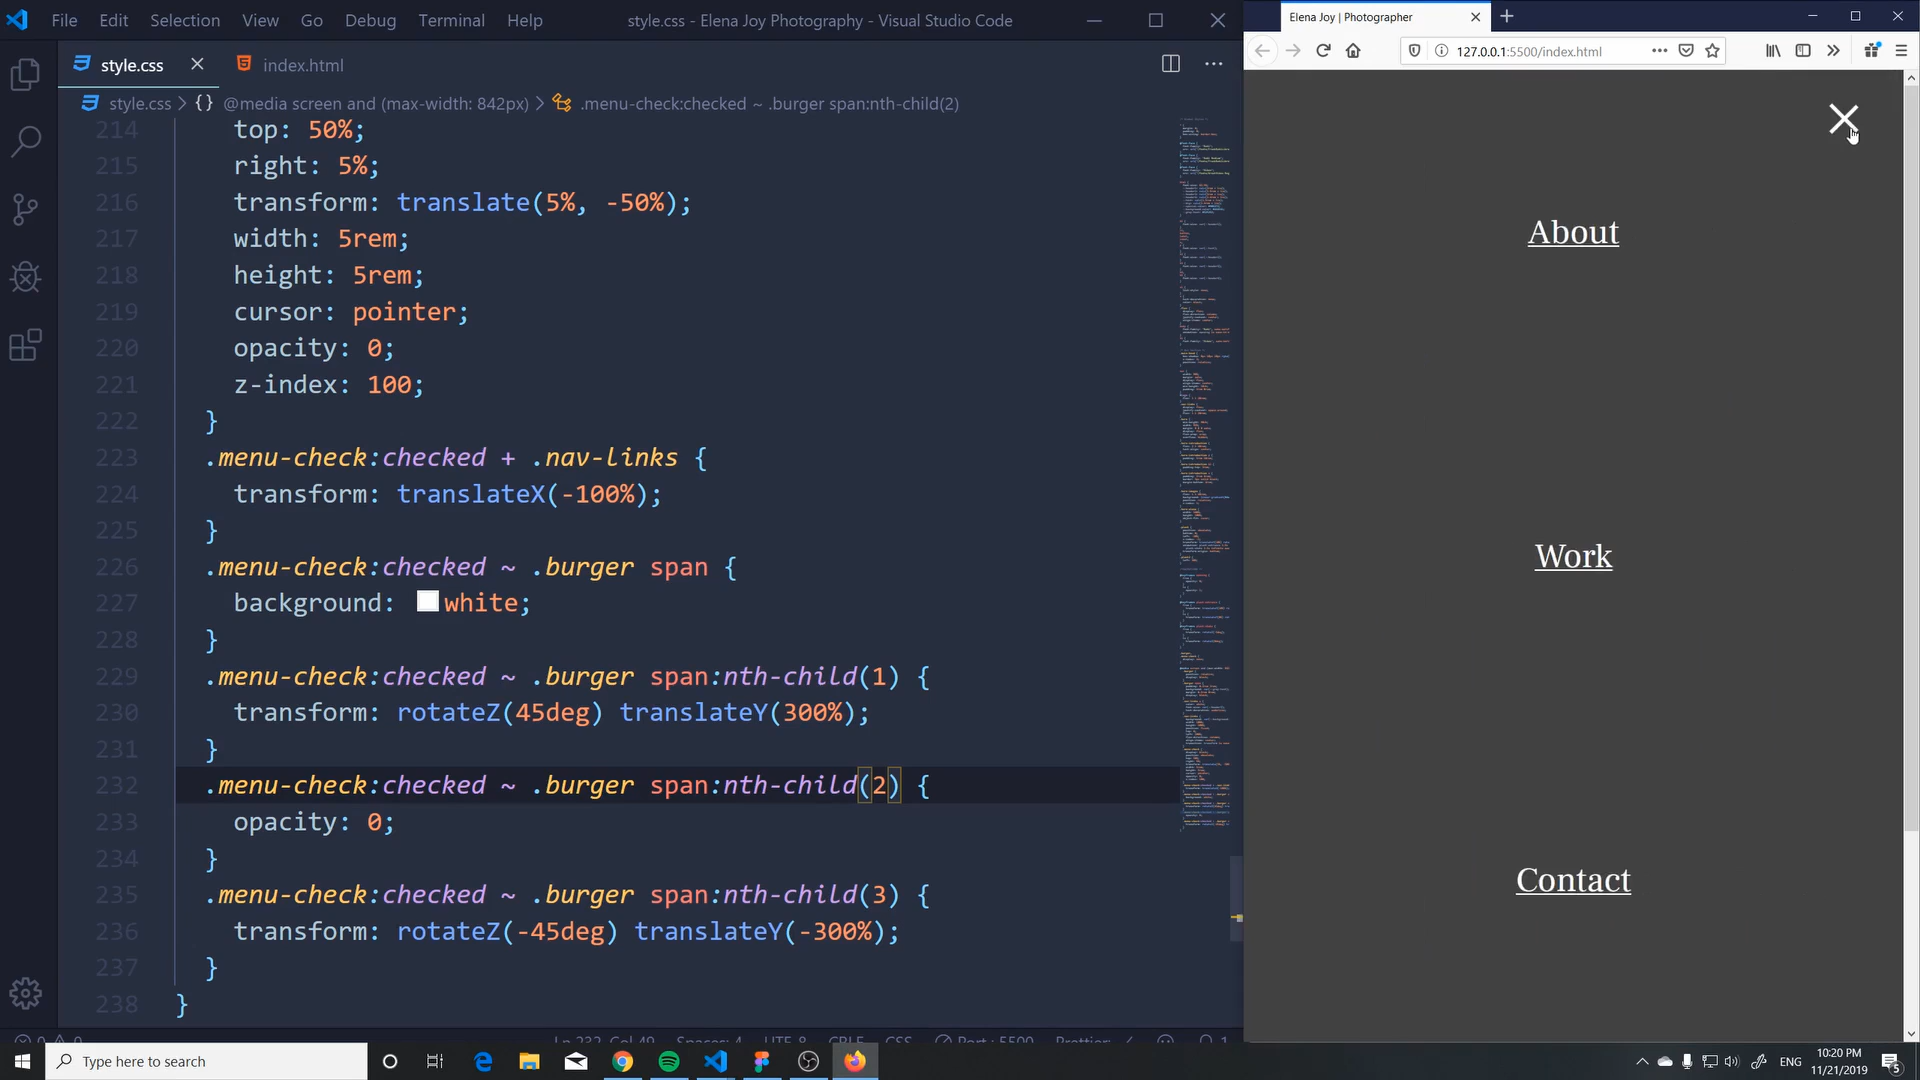 File Edit Selection View Go Debug Terminal Help style.css - Elena Joy Photography - Visual Studio Code
style.css index.html
style.css > {} @media screen and (max-width: 842px) > .menu-check:checked ~ .burger span:nth-child(2)
214 top: 50%;
215 right: 5%;
216 transform: translate(5%, -50%);
217 width: 5rem;
218 height: 5rem;
219 cursor: pointer;
220 opacity: 0;
221 z-index: 100;
222 }
223 .menu-check:checked + .nav-links {
224 transform: translateX(-100%);
225 }
226 .menu-check:checked ~ .burger span {
227 background: white;
228 }
229 .menu-check:checked ~ .burger span:nth-child(1) {
230 transform: rotateZ(45deg) translateY(300%);
231 }
232 .menu-check:checked ~ .burger span:nth-child(2) {
233 opacity: 0;
234 }
235 .menu-check:checked ~ .burger span:nth-child(3) {
236 transform: rotateZ(-45deg) translateY(-300%);
237 }
238 }
Elena Joy | Photographer
127.0.0.1:5500/index.html
About
Work
Contact
Type here to search
ENG
10:20 PM
11/21/2019
5